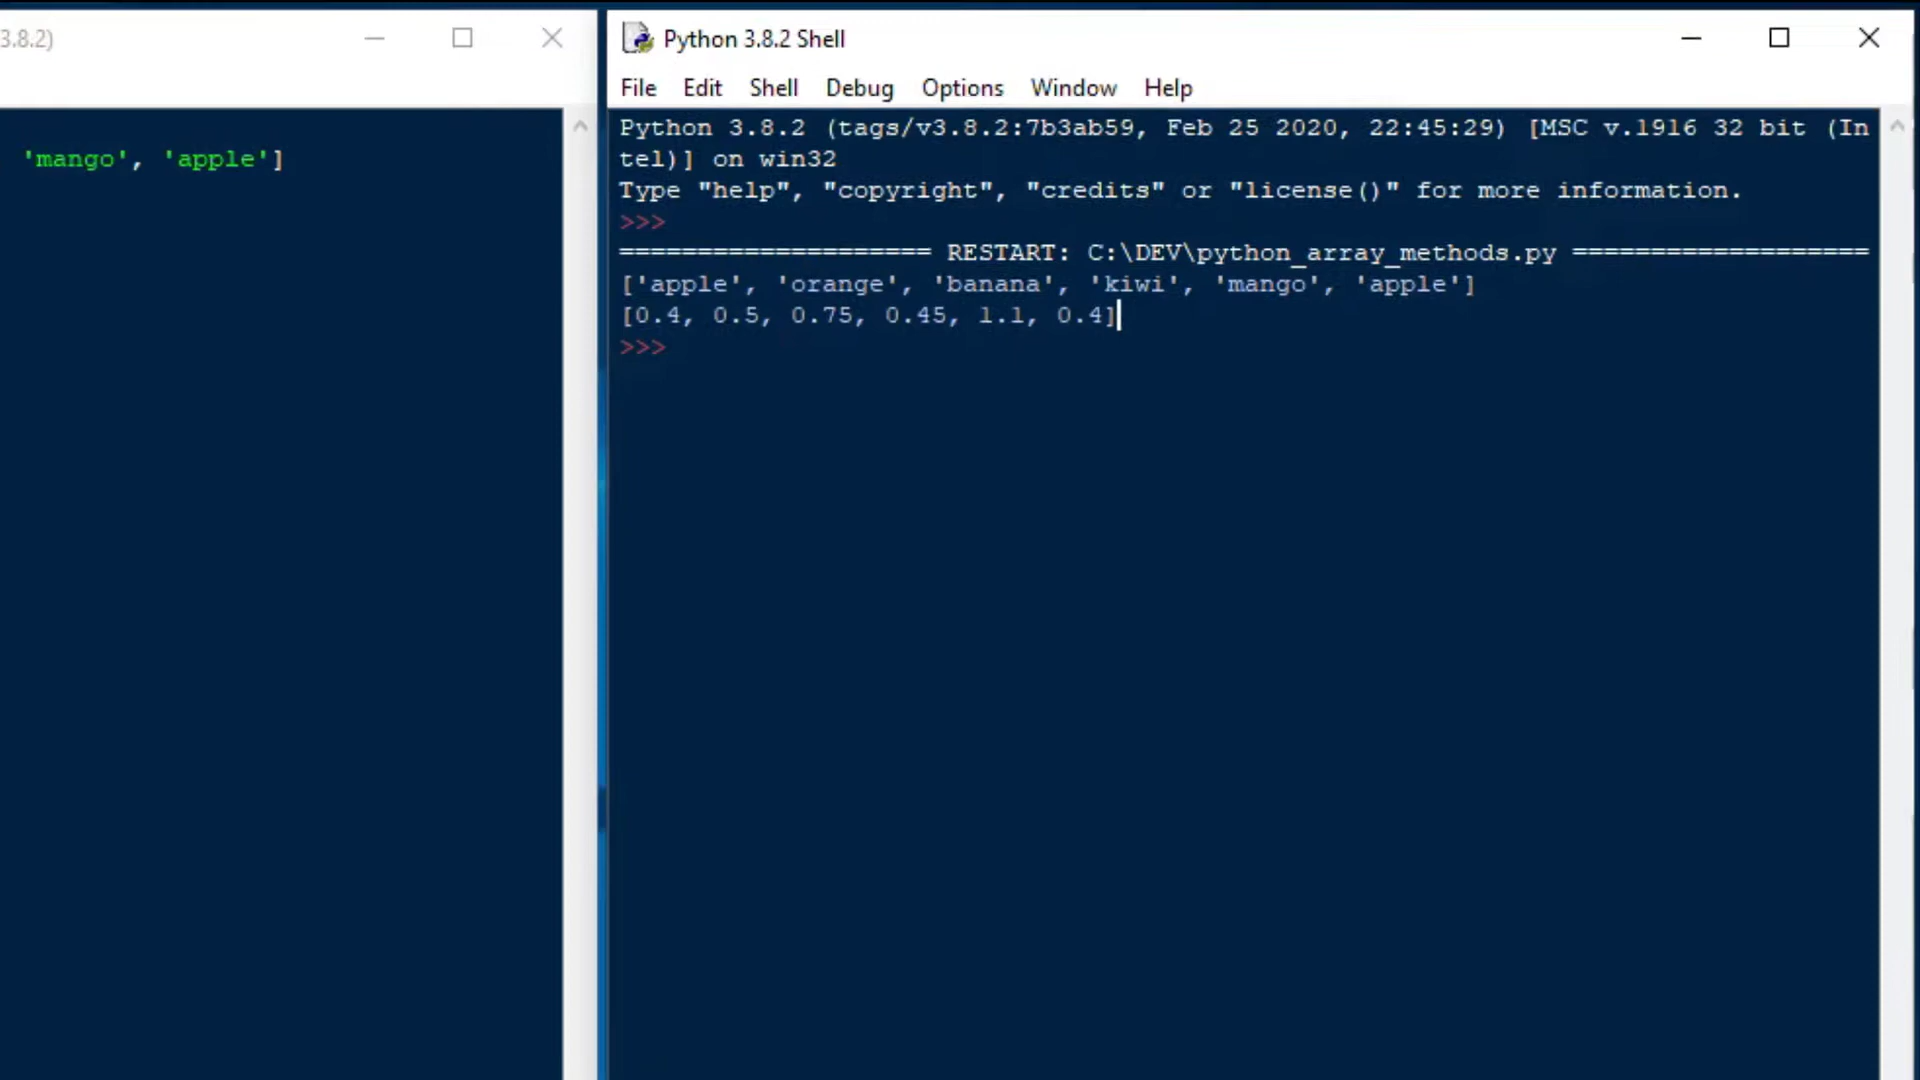 3.8.2)
'mango', 'apple']
Python 3.8.2 Shell
File Edit Shell Debug Options Window Help
Python 3.8.2 (tags/v3.8.2:7b3ab59, Feb 25 2020, 22:45:29) [MSC v.1916 32 bit (In
tel)] on win32
Type "help", "copyright", "credits" or "license()" for more information.
>>>
==================== RESTART: C:\DEV\python_array_methods.py ===================
['apple', 'orange', 'banana', 'kiwi', 'mango', 'apple']
[0.4, 0.5, 0.75, 0.45, 1.1, 0.4]
>>>